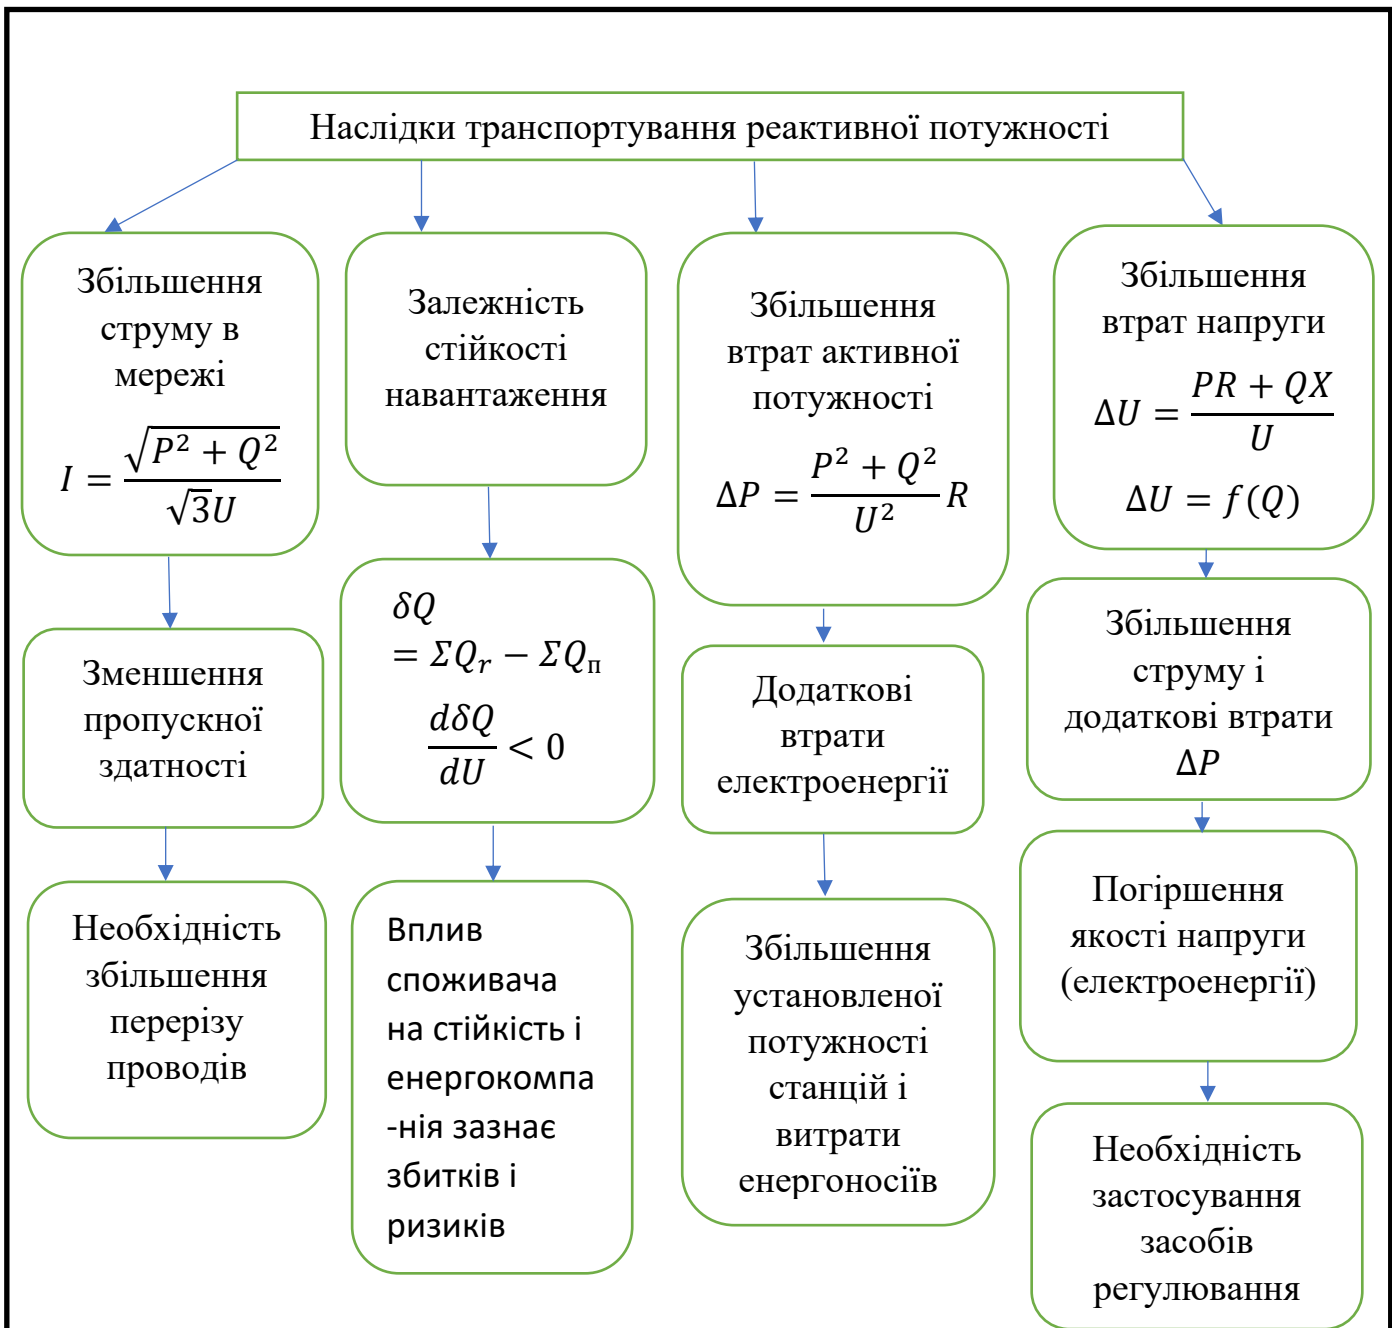 Наслідки транспортування реактивної потужності
Збільшення
струму в
мережі
I = √(P² + Q²) / √3U
Зменшення
пропускної
здатності
Необхідність
збільшення
перерізу
проводів
Залежність
стійкості
навантаження
δQ
= ΣQᵣ − ΣQп
dδQ / dU < 0
Вплив
споживача
на стійкість і
енергокомпа
-нія зазнає
збитків і
ризиків
Збільшення
втрат активної
потужності
ΔP = (P² + Q²) / U² R
Додаткові
втрати
електроенергії
Збільшення
установленої
потужності
станцій і
витрати
енергоносіїв
Збільшення
втрат напруги
ΔU = (PR + QX) / U
ΔU = f(Q)
Збільшення
струму і
додаткові втрати
ΔP
Погіршення
якості напруги
(електроенергії)
Необхідність
застосування
засобів
регулювання